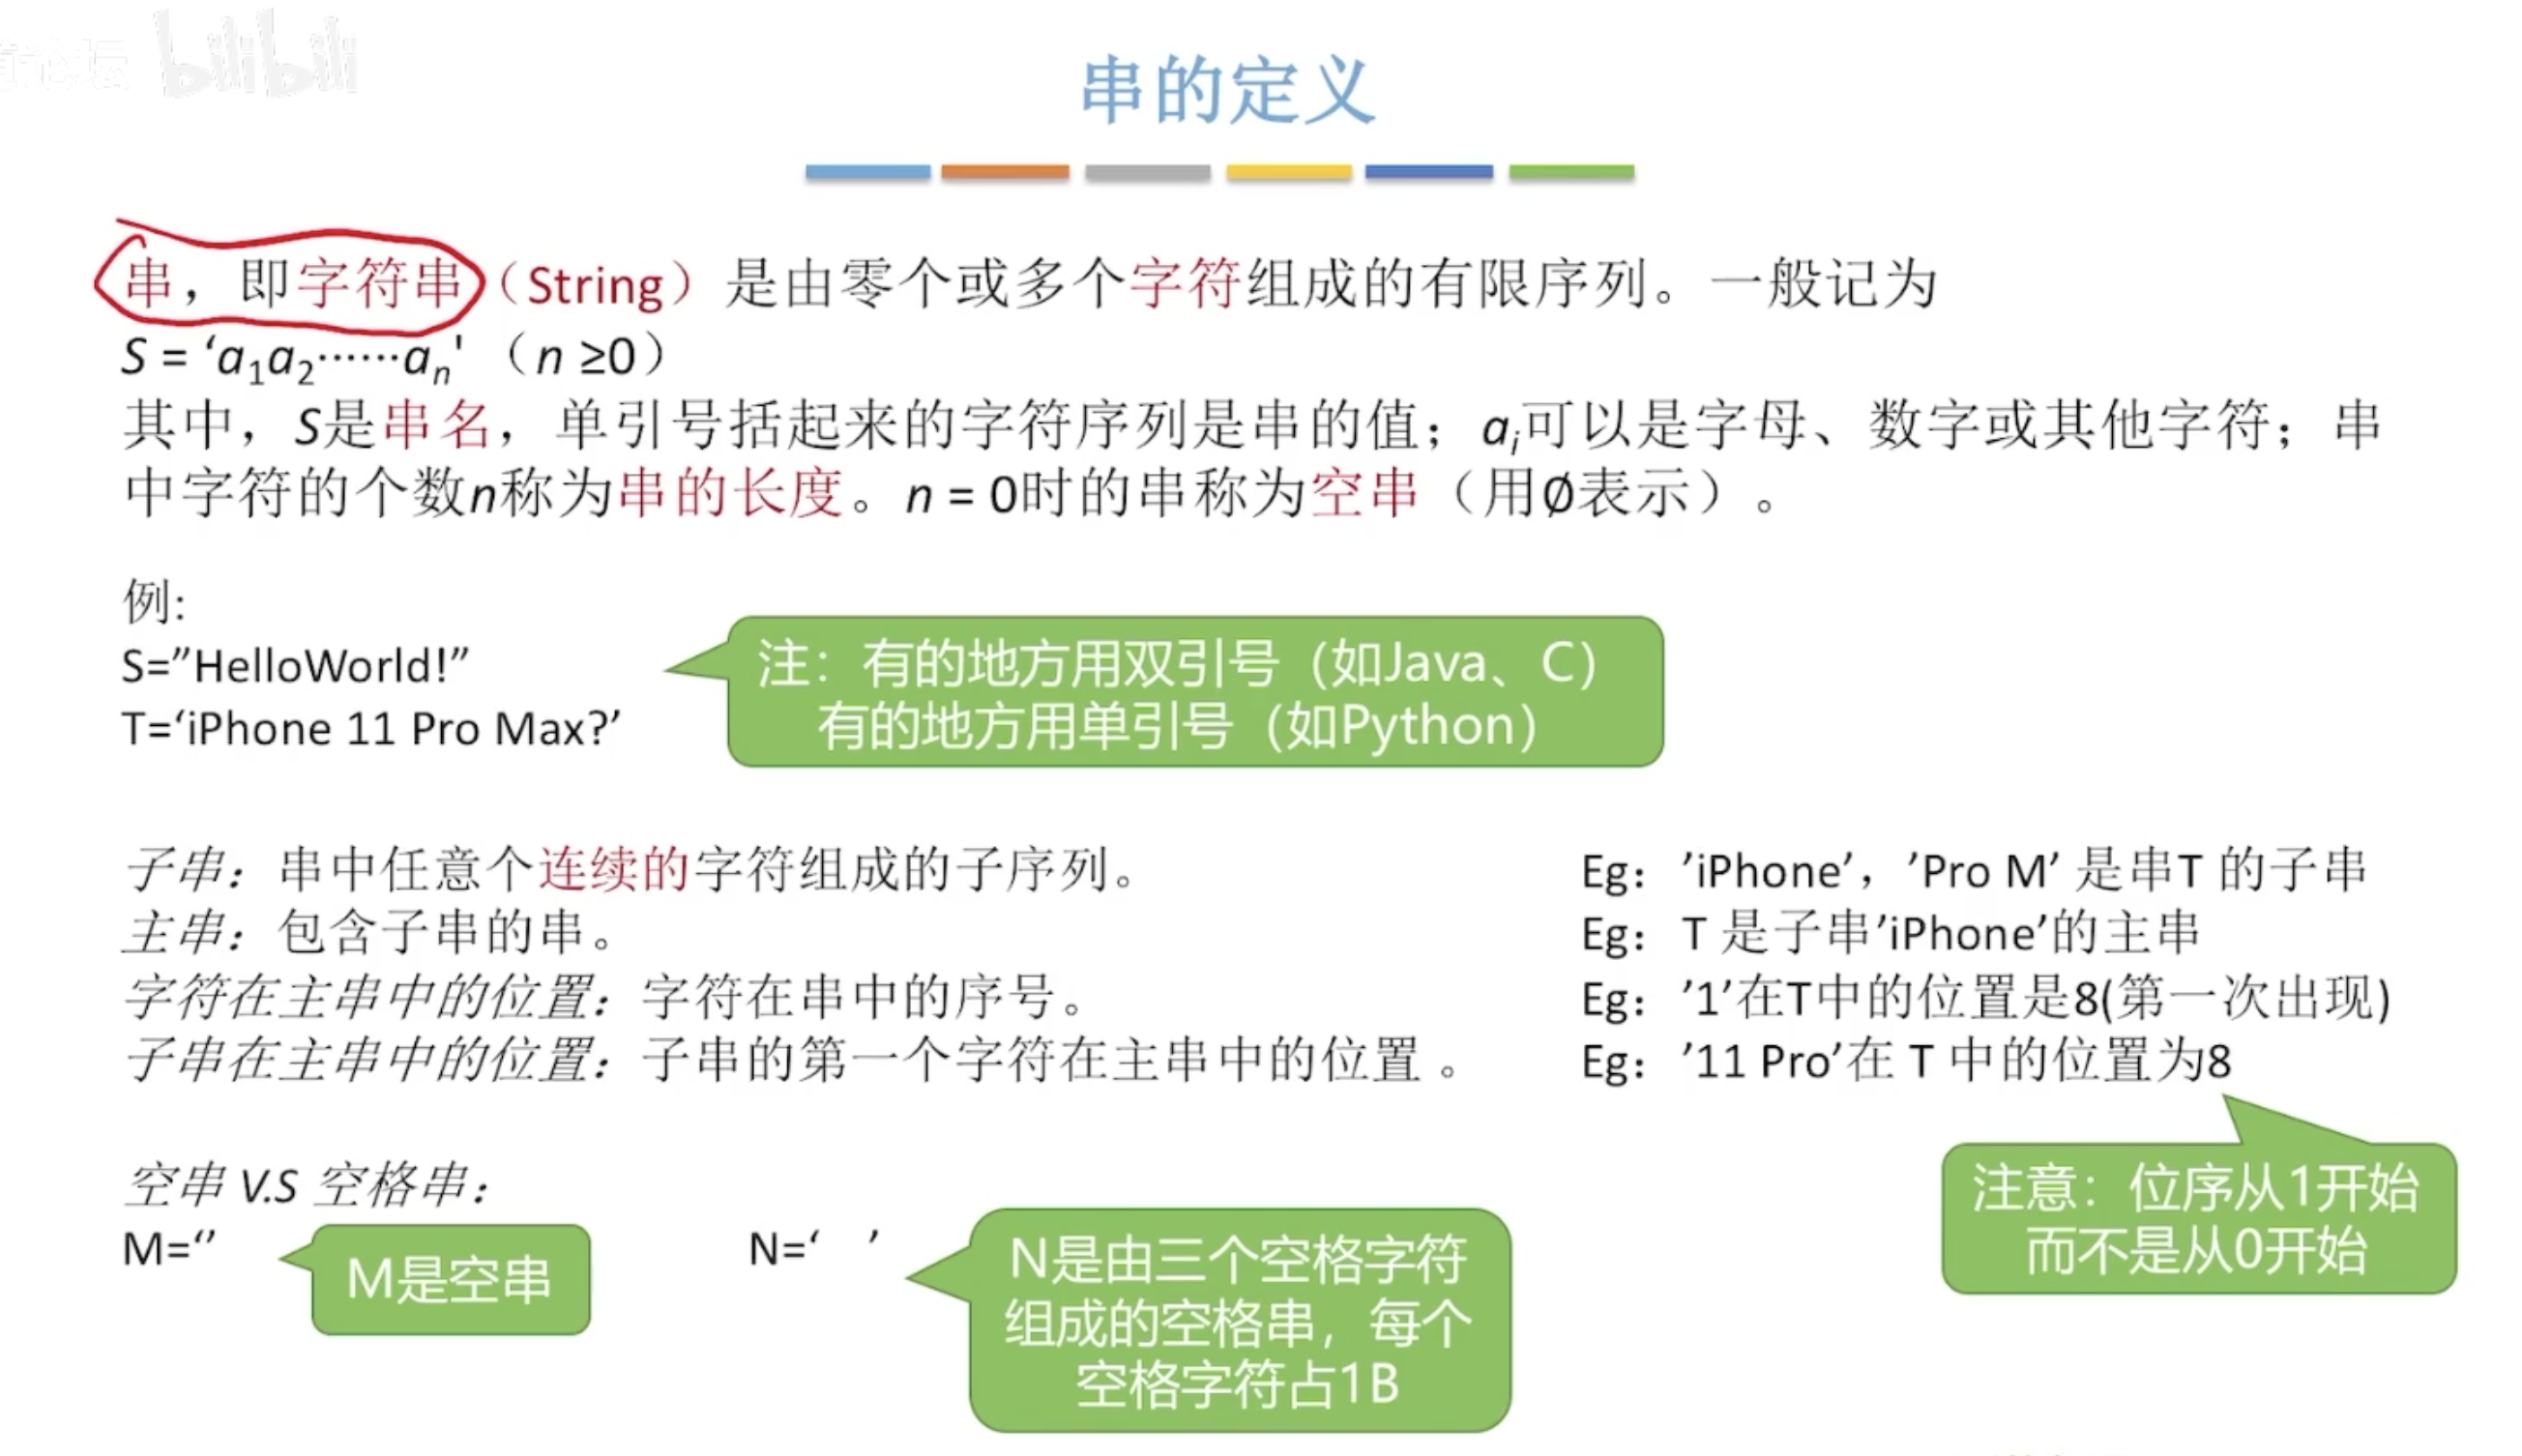 bilibili
串的定义
串，即字符串（String）是由零个或多个字符组成的有限序列。一般记为
S = ‘a₁a₂······aₙ' （n ≥0）
其中，S是串名，单引号括起来的字符序列是串的值；aᵢ可以是字母、数字或其他字符；串
中字符的个数n称为串的长度。n = 0时的串称为空串（用∅表示）。
例:
S=”HelloWorld!”
T=‘iPhone 11 Pro Max?’
注：有的地方用双引号（如Java、C）
有的地方用单引号（如Python）
子串：串中任意个连续的字符组成的子序列。
Eg：’iPhone’，’Pro M’ 是串T 的子串
主串：包含子串的串。
Eg：T 是子串’iPhone’的主串
字符在主串中的位置：字符在串中的序号。
Eg：’1’在T中的位置是8(第一次出现)
子串在主串中的位置：子串的第一个字符在主串中的位置 。
Eg：’11 Pro’在 T 中的位置为8
注意：位序从1开始
而不是从0开始
空串 V.S 空格串：
M=‘’
M是空串
N=‘   ’
N是由三个空格字符
组成的空格串，每个
空格字符占1B